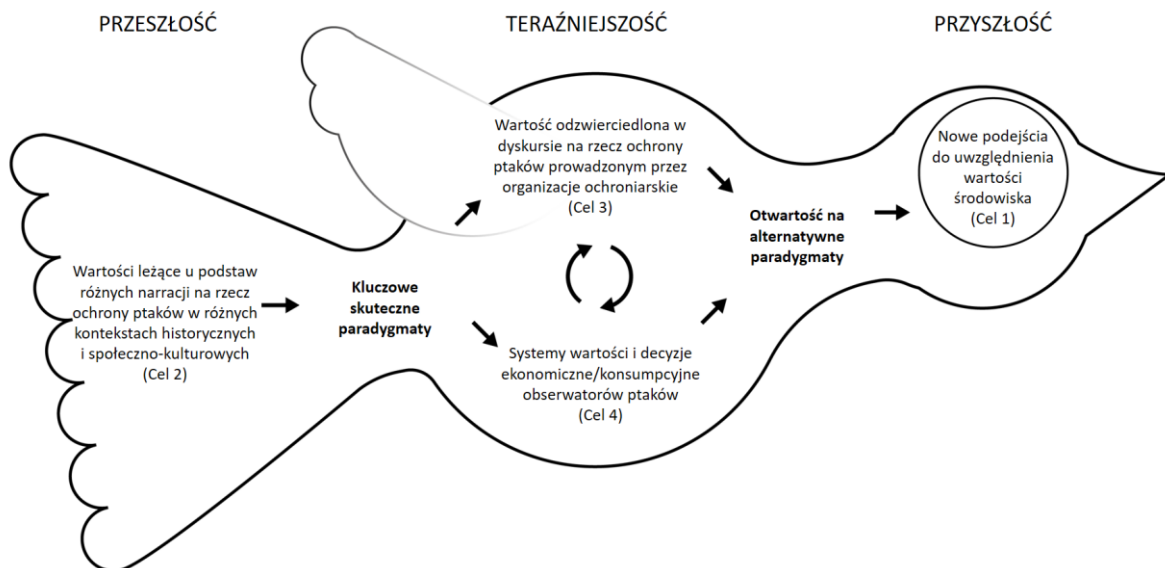 PRZESZŁOŚĆ
TERAŹNIEJSZOŚĆ
PRZYSZŁOŚĆ
Wartości leżące u podstaw
różnych narracji na rzecz
ochrony ptaków w różnych
kontekstach historycznych
i społeczno-kulturowych
(Cel 2)
Kluczowe
skuteczne
paradygmaty
Wartość odzwierciedlona w
dyskursie na rzecz ochrony
ptaków prowadzonym przez
organizacje ochroniarskie
(Cel 3)
Systemy wartości i decyzje
ekonomiczne/konsumpcyjne
obserwatorów ptaków
(Cel 4)
Otwartość na
alternatywne
paradygmaty
Nowe podejścia
do uwzględnienia
wartości
środowiska
(Cel 1)